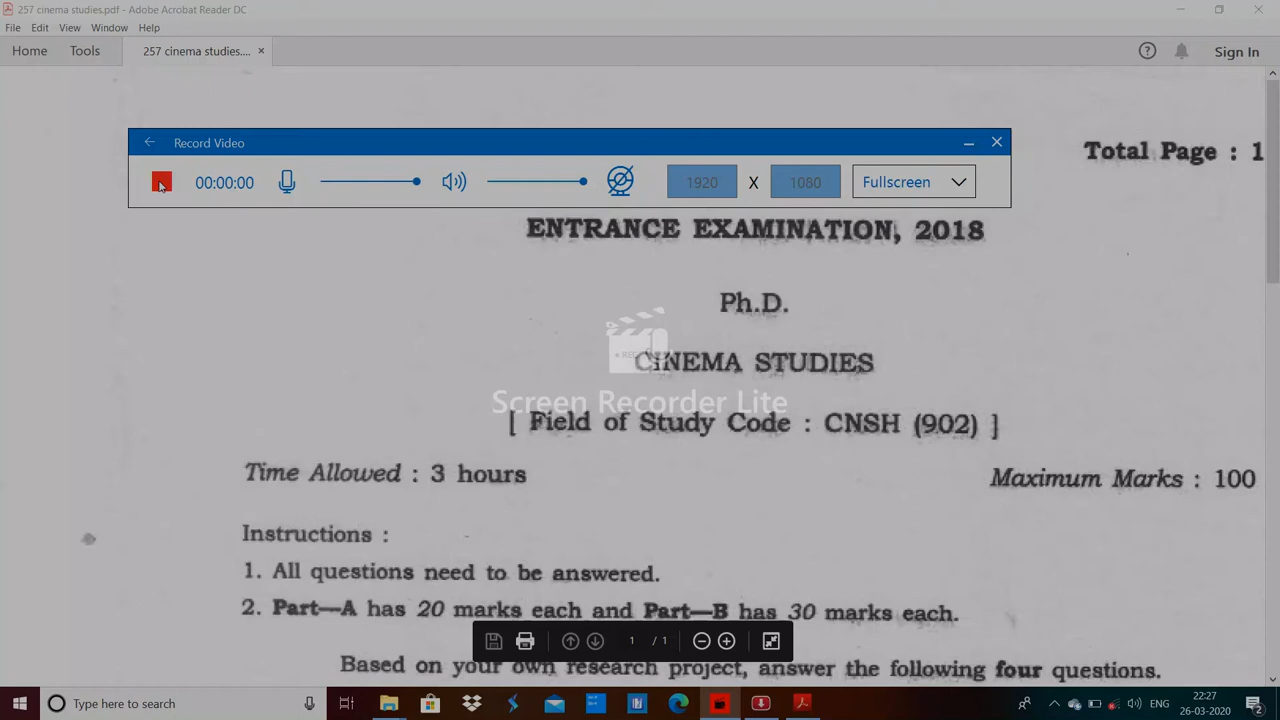 257 cinema studies.pdf - Adobe Acrobat Reader DC
File Edit View Window Help
Home Tools 257 cinema studies.... × Sign In
Record Video
Total Page : 1
00:00:00 1920 X 1080 Fullscreen
ENTRANCE EXAMINATION, 2018
Ph.D.
CINEMA STUDIES
Screen Recorder Lite
[ Field of Study Code : CNSH (902) ]
Time Allowed : 3 hours Maximum Marks : 100
Instructions :
1. All questions need to be answered.
2. Part—A has 20 marks each and Part—B has 30 marks each.
1 / 1
Based on your own research project, answer the following four questions.
Type here to search ENG 22:27
26-03-2020 2